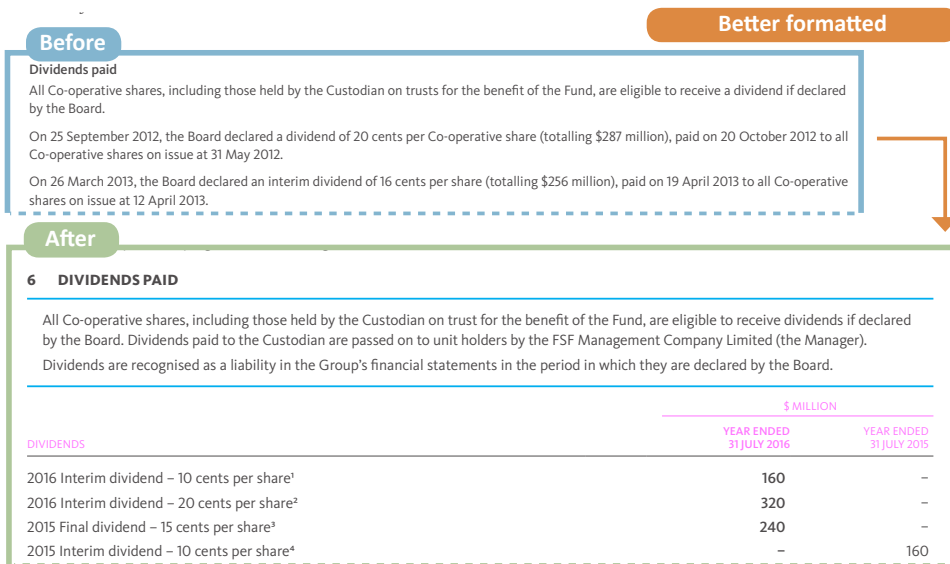 Better formatted
Before
Dividends paid
All Co-operative shares, including those held by the Custodian on trusts for the benefit of the Fund, are eligible to receive a dividend if declared
by the Board.
On 25 September 2012, the Board declared a dividend of 20 cents per Co-operative share (totalling $287 million), paid on 20 October 2012 to all
Co-operative shares on issue at 31 May 2012.
On 26 March 2013, the Board declared an interim dividend of 16 cents per share (totalling $256 million), paid on 19 April 2013 to all Co-operative
shares on issue at 12 April 2013.
After
6 DIVIDENDS PAID
All Co-operative shares, including those held by the Custodian on trust for the benefit of the Fund, are eligible to receive dividends if declared
by the Board. Dividends paid to the Custodian are passed on to unit holders by the FSF Management Company Limited (the Manager).
Dividends are recognised as a liability in the Group's financial statements in the period in which they are declared by the Board.
$ MILLION
DIVIDENDS YEAR ENDED 31 JULY 2016 YEAR ENDED 31 JULY 2015
2016 Interim dividend – 10 cents per share¹ 160 –
2016 Interim dividend – 20 cents per share² 320 –
2015 Final dividend – 15 cents per share³ 240 –
2015 Interim dividend – 10 cents per share⁴ – 160